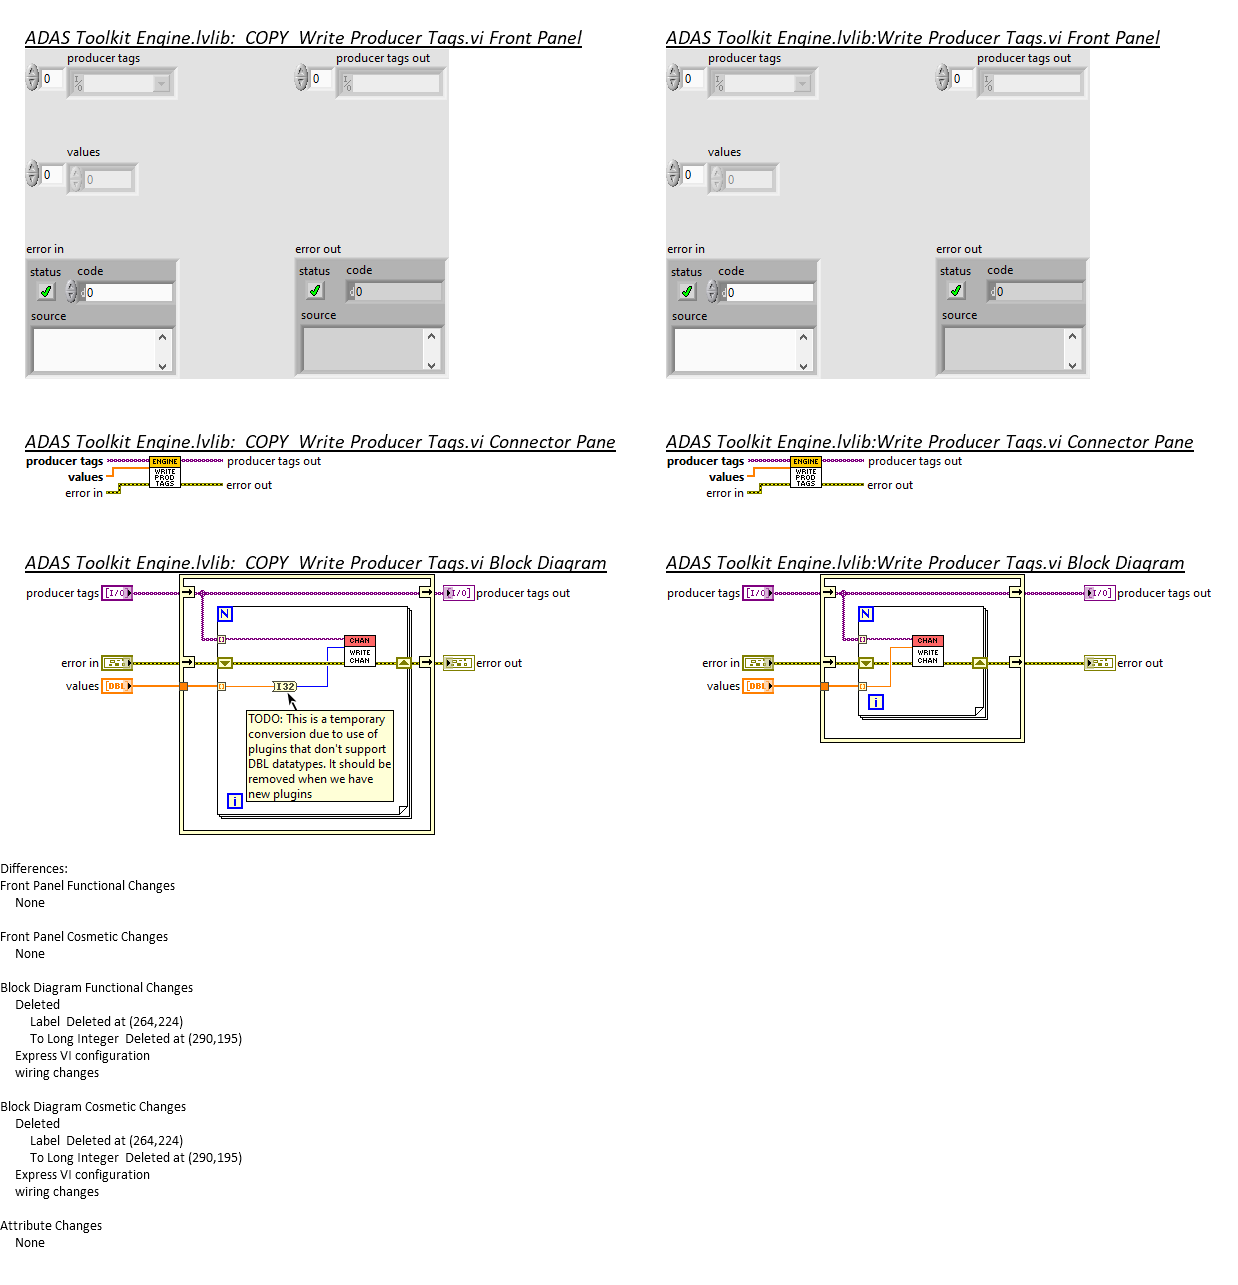 ADAS Toolkit Engine.lvlib:  COPY  Write Producer Tags.vi Front Panel
producer tags
producer tags out
0
I/O
0
I/O
values
0
0
error in
error out
status
code
status
code
d0
d0
source
source
ADAS Toolkit Engine.lvlib:Write Producer Tags.vi Front Panel
producer tags
producer tags out
0
I/O
0
I/O
values
0
0
error in
error out
status
code
status
code
d0
d0
source
source
ADAS Toolkit Engine.lvlib:  COPY  Write Producer Tags.vi Connector Pane
producer tags
ENGINE
producer tags out
values
WRITE
PROD
TAGS
error in
error out
ADAS Toolkit Engine.lvlib:Write Producer Tags.vi Connector Pane
producer tags
ENGINE
producer tags out
values
WRITE
PROD
TAGS
error in
error out
ADAS Toolkit Engine.lvlib:  COPY  Write Producer Tags.vi Block Diagram
producer tags
[I/O]
[I/O]
producer tags out
N
CHAN
WRITE
CHAN
error in
error out
values
[DBL]
I32
TODO: This is a temporary
conversion due to use of
plugins that don't support
DBL datatypes. It should be
removed when we have
new plugins
i
ADAS Toolkit Engine.lvlib:Write Producer Tags.vi Block Diagram
producer tags
[I/O]
[I/O]
producer tags out
N
CHAN
WRITE
CHAN
error in
error out
values
[DBL]
i
Differences:
Front Panel Functional Changes
None
Front Panel Cosmetic Changes
None
Block Diagram Functional Changes
Deleted
Label  Deleted at (264,224)
To Long Integer  Deleted at (290,195)
Express VI configuration
wiring changes
Block Diagram Cosmetic Changes
Deleted
Label  Deleted at (264,224)
To Long Integer  Deleted at (290,195)
Express VI configuration
wiring changes
Attribute Changes
None